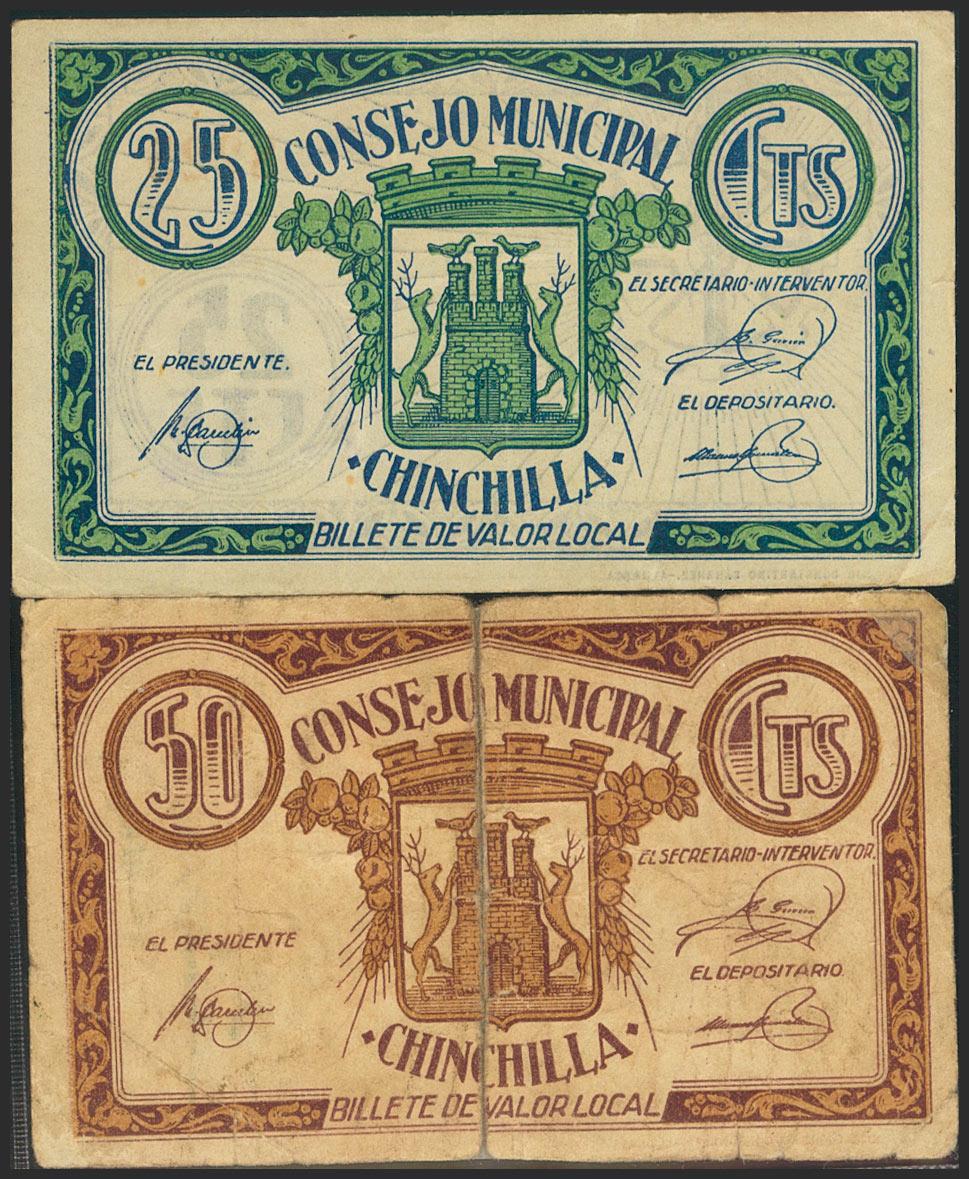 25
CONSEJO MUNICIPAL
CTS
EL SECRETARIO-INTERVENTOR.
EL PRESIDENTE.
EL DEPOSITARIO.
·CHINCHILLA·
BILLETE DE VALOR LOCAL
50
CONSEJO MUNICIPAL
CTS
EL SECRETARIO-INTERVENTOR.
EL PRESIDENTE
EL DEPOSITARIO.
·CHINCHILLA·
BILLETE DE VALOR LOCAL